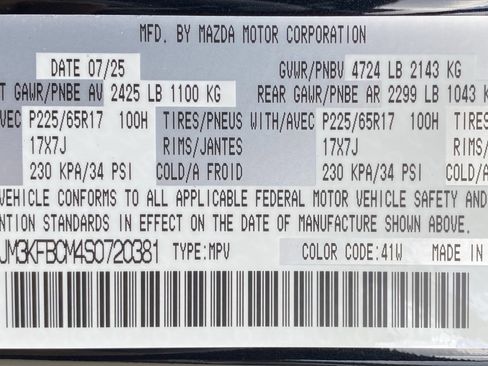 MFD. BY MAZDA MOTOR CORPORATION
DATE 07/25 GVWR/PNBV 4724 LB 2143 KG
T GAWR/PNBE AV 2425 LB 1100 KG REAR GAWR/PNBE AR 2299 LB 1043 K
AVEC P225/65R17 100H TIRES/PNEUS WITH/AVEC P225/65R17 100H
17X7J RIMS/JANTES 17X7J
230 KPA/34 PSI COLD/A FROID 230 KPA/34 PSI COLD/A
VEHICLE CONFORMS TO ALL APPLICABLE FEDERAL MOTOR VEHICLE SAFETY AND
NTION STANDARDS IN EFFECT ON THE DATE OF MANUFACTURE SHOWN ABOVE.
JM3KFBCM4S0720381 TYPE:MPV COLOR CODE:41W MADE IN